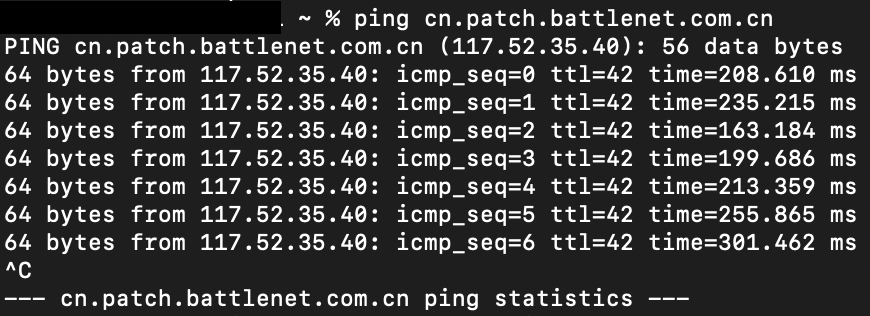 ~ % ping cn.patch.battlenet.com.cn
PING cn.patch.battlenet.com.cn (117.52.35.40): 56 data bytes
64 bytes from 117.52.35.40: icmp_seq=0 ttl=42 time=208.610 ms
64 bytes from 117.52.35.40: icmp_seq=1 ttl=42 time=235.215 ms
64 bytes from 117.52.35.40: icmp_seq=2 ttl=42 time=163.184 ms
64 bytes from 117.52.35.40: icmp_seq=3 ttl=42 time=199.686 ms
64 bytes from 117.52.35.40: icmp_seq=4 ttl=42 time=213.359 ms
64 bytes from 117.52.35.40: icmp_seq=5 ttl=42 time=255.865 ms
64 bytes from 117.52.35.40: icmp_seq=6 ttl=42 time=301.462 ms
^C
--- cn.patch.battlenet.com.cn ping statistics ---